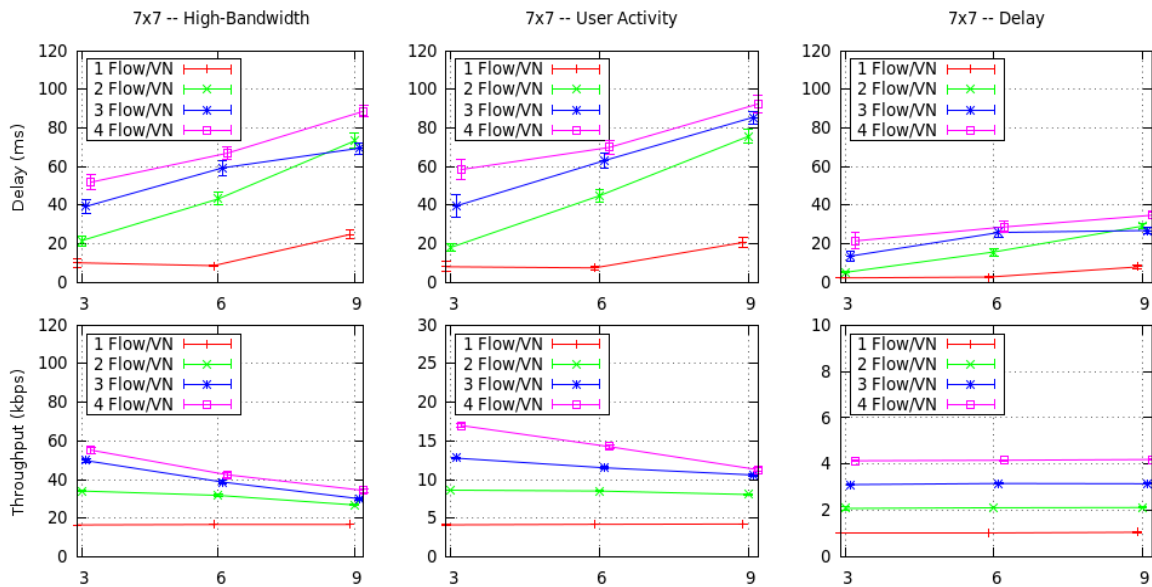 7x7 -- High-Bandwidth
7x7 -- User Activity
7x7 -- Delay
Delay (ms)
120
100
80
60
40
20
0
1 Flow/VN
2 Flow/VN
3 Flow/VN
4 Flow/VN
3 6 9
120
100
80
60
40
20
0
1 Flow/VN
2 Flow/VN
3 Flow/VN
4 Flow/VN
3 6 9
120
100
80
60
40
20
0
1 Flow/VN
2 Flow/VN
3 Flow/VN
4 Flow/VN
3 6 9
Throughput (kbps)
120
100
80
60
40
20
0
1 Flow/VN
2 Flow/VN
3 Flow/VN
4 Flow/VN
3 6 9
30
25
20
15
10
5
0
1 Flow/VN
2 Flow/VN
3 Flow/VN
4 Flow/VN
3 6 9
10
8
6
4
2
0
1 Flow/VN
2 Flow/VN
3 Flow/VN
4 Flow/VN
3 6 9